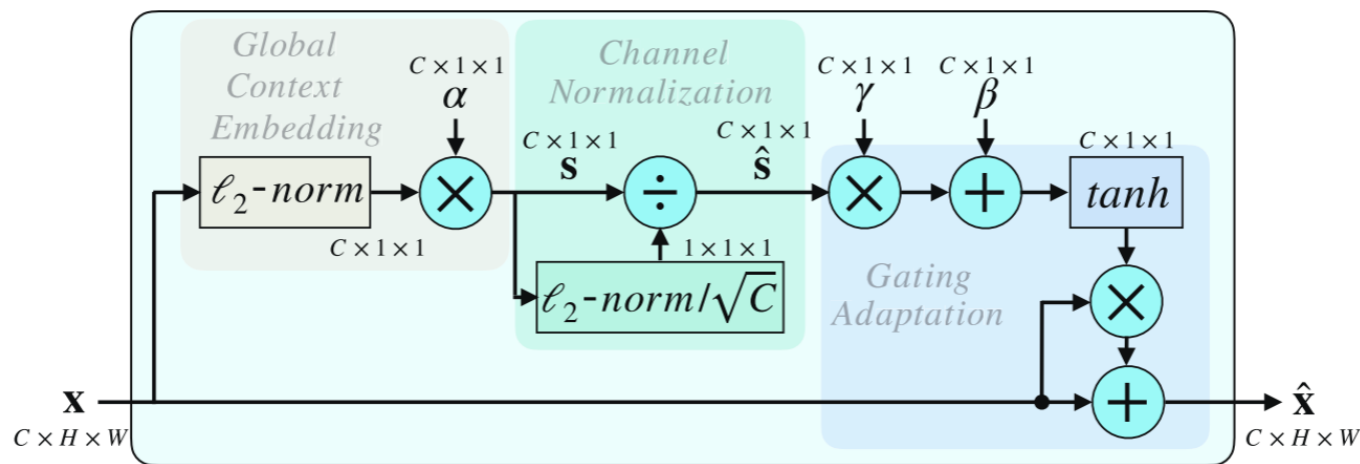 Global
Context
Embedding
C × 1 × 1
α
ℓ₂-norm
C × 1 × 1
×
Channel
Normalization
C × 1 × 1
s
÷
C × 1 × 1
ŝ
1 × 1 × 1
ℓ₂-norm/√C
C × 1 × 1
γ
×
C × 1 × 1
β
+
C × 1 × 1
tanh
Gating
Adaptation
×
+
x
C × H × W
x̂
C × H × W